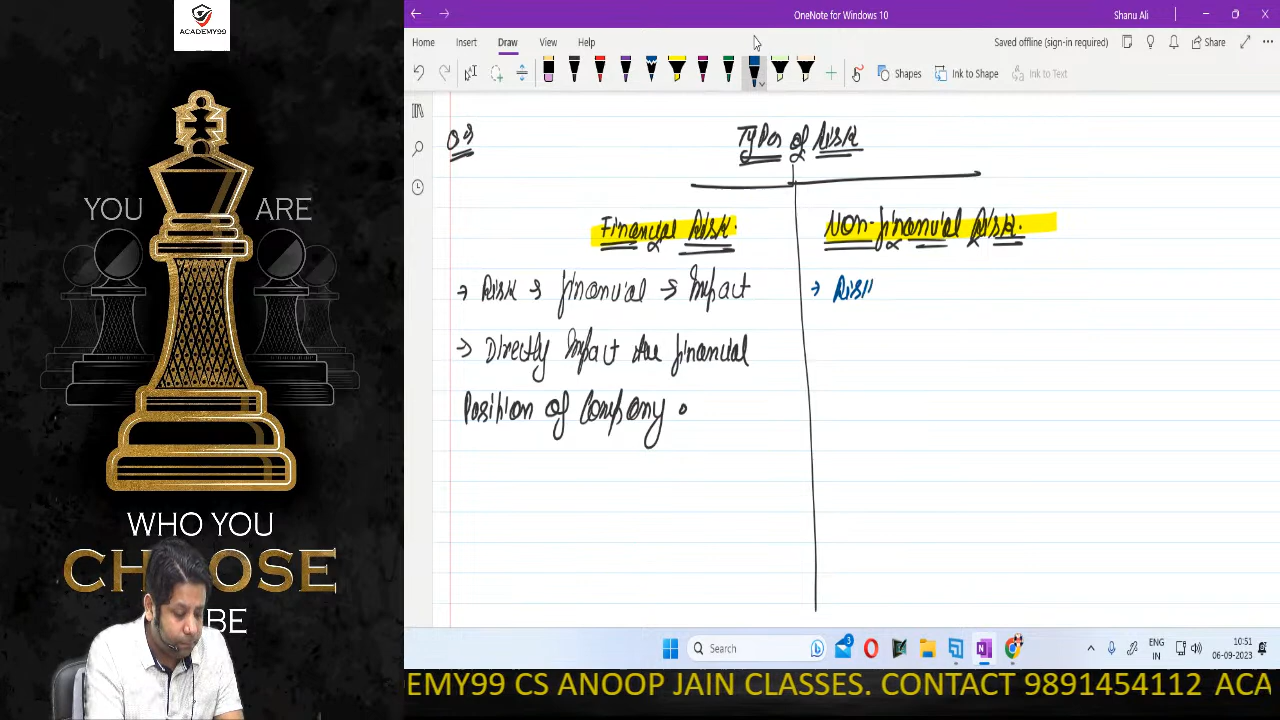 ACADEMY99
YOU ARE
WHO YOU
CHOOSE
BE
OneNote for Windows 10
Shanu Ali
Home Insert Draw View Help
Saved offline (sign-in required)
Share
Shapes Ink to Shape Ink to Text
Types of Risk
Financial Risk.
Non-financial Risk.
→ Risk → financial → Impact
→ Directly Impact the financial
Position of Company
→ Risk
Search
3
ENG
IN
10:51
06-09-2023
EMY99 CS ANOOP JAIN CLASSES. CONTACT 9891454112 ACA